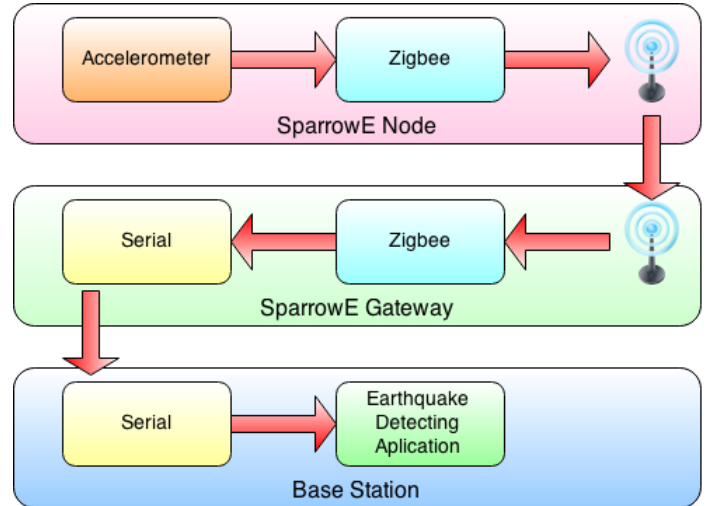 Accelerometer
Zigbee
SparrowE Node
Serial
Zigbee
SparrowE Gateway
Serial
Earthquake
Detecting
Aplication
Base Station